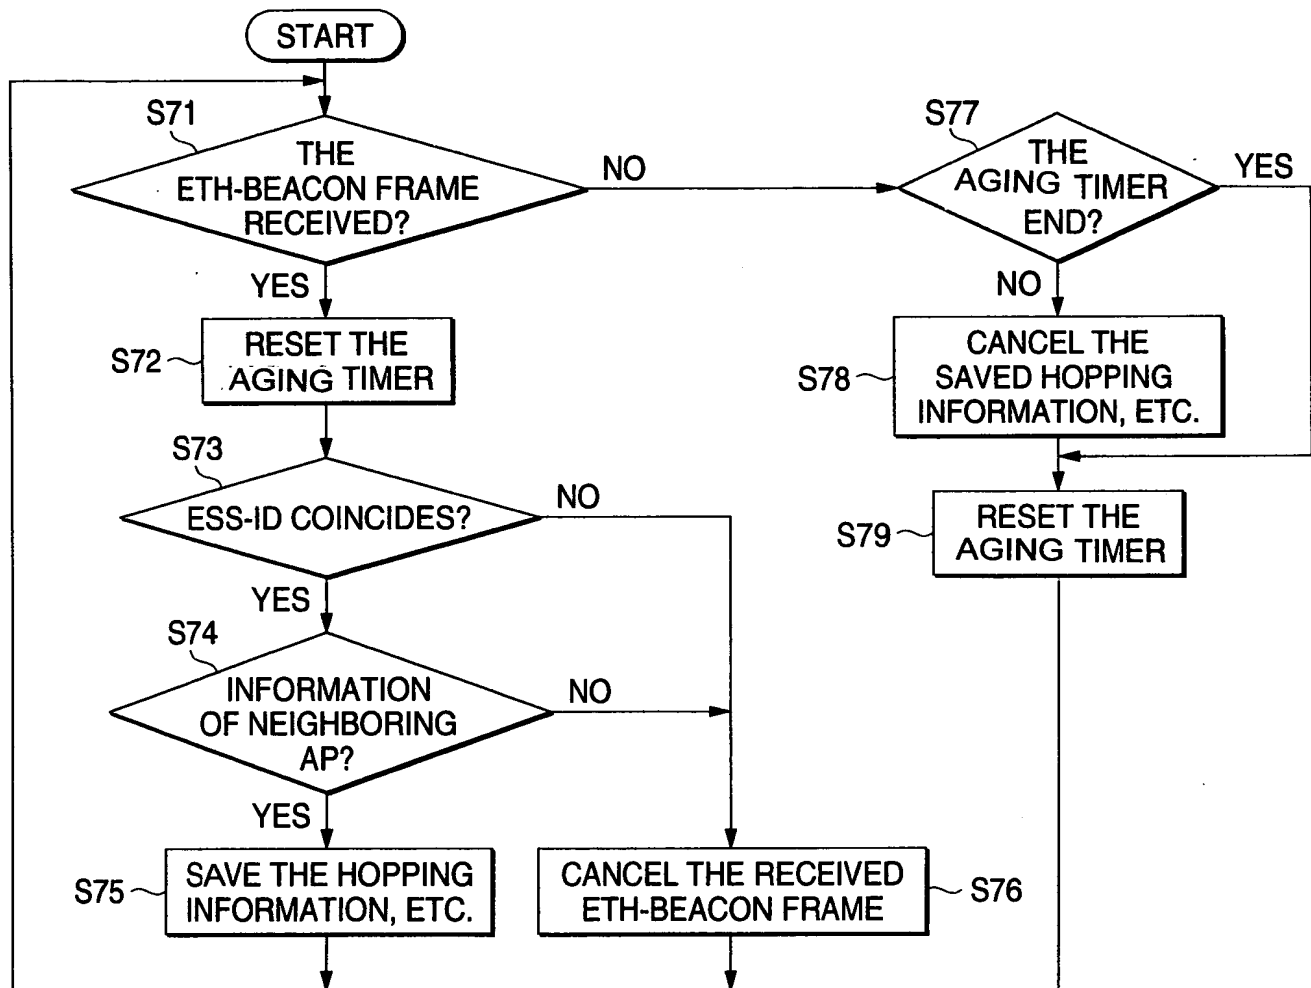 START
S71
THE
ETH-BEACON FRAME
RECEIVED?
NO
YES
S72
RESET THE
AGING TIMER
S73
ESS-ID COINCIDES?
NO
YES
S74
INFORMATION
OF NEIGHBORING
AP?
NO
YES
S75
SAVE THE HOPPING
INFORMATION, ETC.
CANCEL THE RECEIVED
ETH-BEACON FRAME
S76
S77
THE
AGING TIMER
END?
YES
NO
S78
CANCEL THE
SAVED HOPPING
INFORMATION, ETC.
S79
RESET THE
AGING TIMER